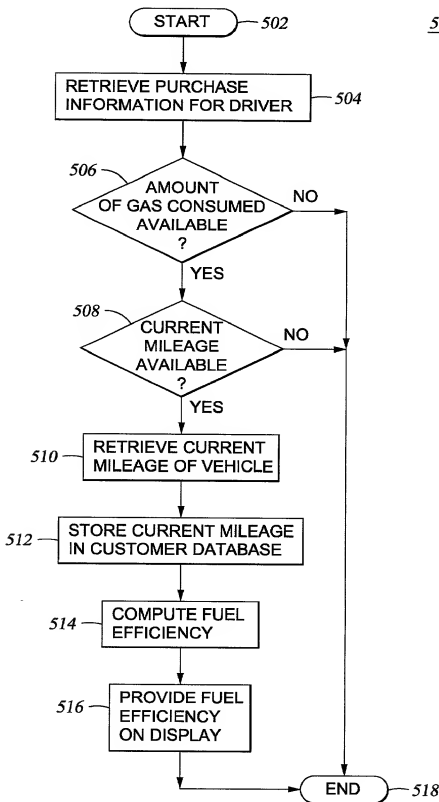 START
502
5
RETRIEVE PURCHASE
INFORMATION FOR DRIVER
504
506
AMOUNT
OF GAS CONSUMED
AVAILABLE
?
NO
YES
508
CURRENT
MILEAGE
AVAILABLE
?
NO
YES
510
RETRIEVE CURRENT
MILEAGE OF VEHICLE
512
STORE CURRENT MILEAGE
IN CUSTOMER DATABASE
514
COMPUTE FUEL
EFFICIENCY
516
PROVIDE FUEL
EFFICIENCY
ON DISPLAY
END
518